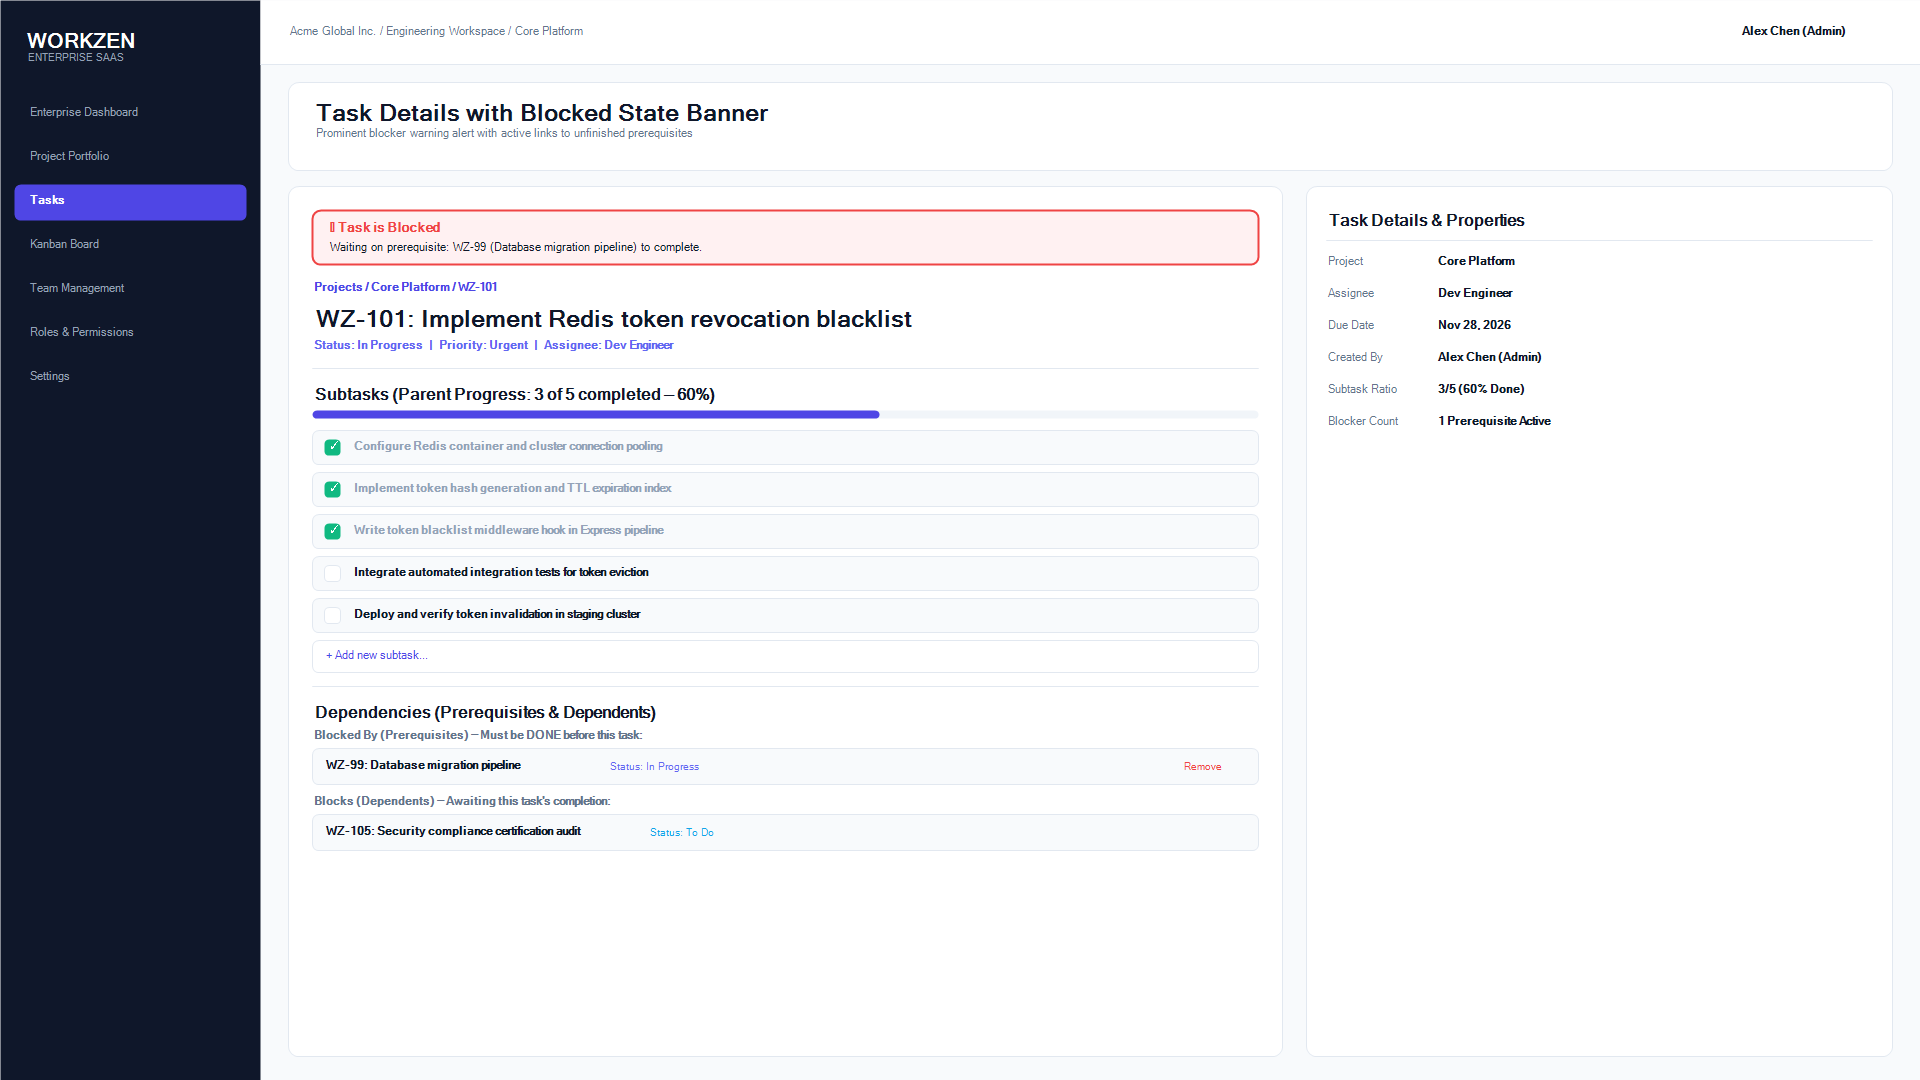 WORKZEN
ENTERPRISE SAAS
Enterprise Dashboard
Project Portfolio
Tasks
Kanban Board
Team Management
Roles & Permissions
Settings
Acme Global Inc. / Engineering Workspace / Core Platform
Alex Chen (Admin)
Task Details with Blocked State Banner
Prominent blocker warning alert with active links to unfinished prerequisites
Task is Blocked
Waiting on prerequisite: WZ-99 (Database migration pipeline) to complete.
Projects / Core Platform / WZ-101
WZ-101: Implement Redis token revocation blacklist
Status: In Progress | Priority: Urgent | Assignee: Dev Engineer
Subtasks (Parent Progress: 3 of 5 completed — 60%)
Configure Redis container and cluster connection pooling
Implement token hash generation and TTL expiration index
Write token blacklist middleware hook in Express pipeline
Integrate automated integration tests for token eviction
Deploy and verify token invalidation in staging cluster
+ Add new subtask...
Dependencies (Prerequisites & Dependents)
Blocked By (Prerequisites) — Must be DONE before this task:
WZ-99: Database migration pipeline Status: In Progress Remove
Blocks (Dependents) — Awaiting this task's completion:
WZ-105: Security compliance certification audit Status: To Do
Task Details & Properties
Project Core Platform
Assignee Dev Engineer
Due Date Nov 28, 2026
Created By Alex Chen (Admin)
Subtask Ratio 3/5 (60% Done)
Blocker Count 1 Prerequisite Active